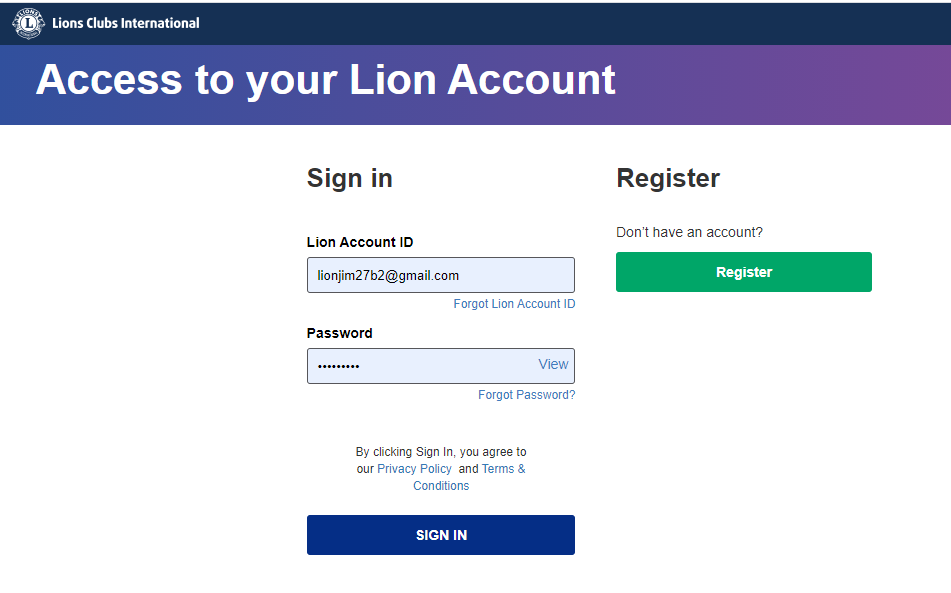 Lions Clubs International
Access to your Lion Account
Sign in
Lion Account ID
lionjim27b2@gmail.com
Forgot Lion Account ID
Password
•••••••••
View
Forgot Password?
By clicking Sign In, you agree to
our Privacy Policy and Terms &
Conditions
SIGN IN
Register
Don't have an account?
Register